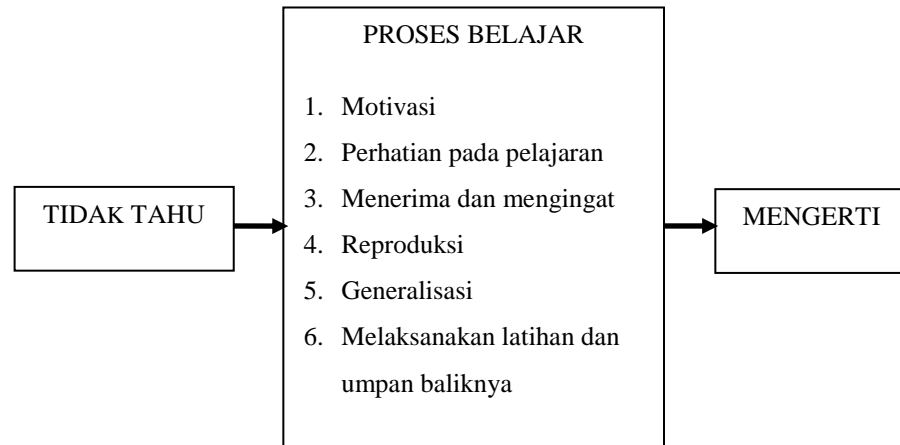 PROSES BELAJAR
1. Motivasi
2. Perhatian pada pelajaran
3. Menerima dan mengingat
4. Reproduksi
5. Generalisasi
6. Melaksanakan latihan dan
umpan baliknya
TIDAK TAHU
MENGERTI